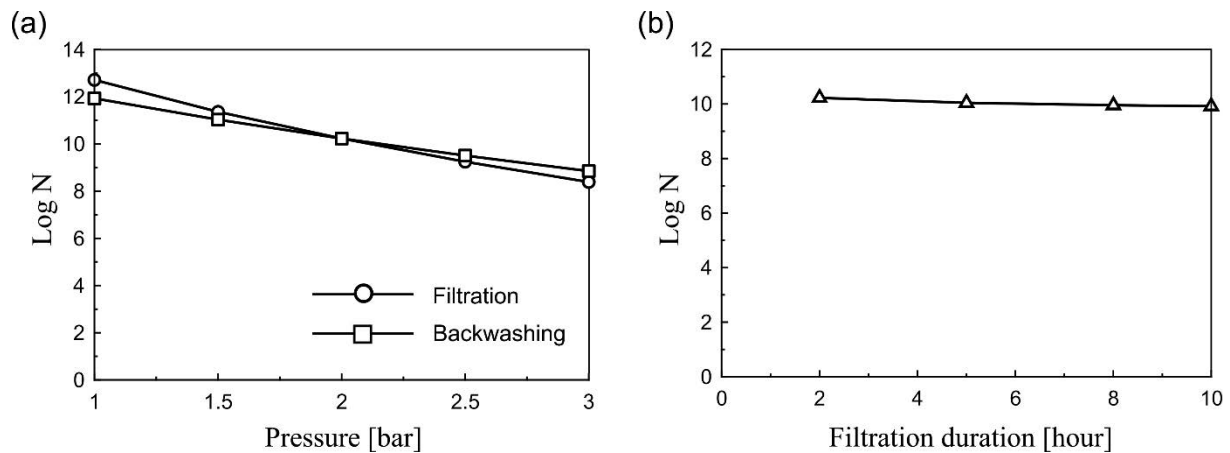 (a)
14
12
10
8
6
4
2
0
Log N
Filtration
Backwashing
1 1.5 2 2.5 3
Pressure [bar]
(b)
12
10
8
6
4
2
0
Log N
0 2 4 6 8 10
Filtration duration [hour]